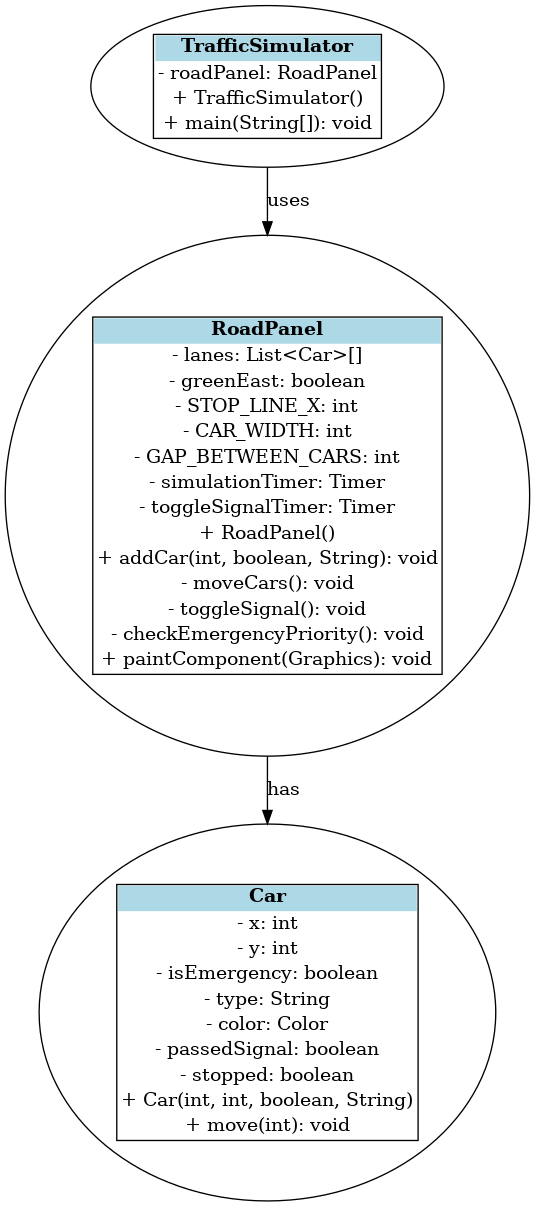 TrafficSimulator
- roadPanel: RoadPanel
+ TrafficSimulator()
+ main(String[]): void
uses
RoadPanel
- lanes: List<Car>[]
- greenEast: boolean
- STOP_LINE_X: int
- CAR_WIDTH: int
- GAP_BETWEEN_CARS: int
- simulationTimer: Timer
- toggleSignalTimer: Timer
+ RoadPanel()
+ addCar(int, boolean, String): void
- moveCars(): void
- toggleSignal(): void
- checkEmergencyPriority(): void
+ paintComponent(Graphics): void
has
Car
- x: int
- y: int
- isEmergency: boolean
- type: String
- color: Color
- passedSignal: boolean
- stopped: boolean
+ Car(int, int, boolean, String)
+ move(int): void